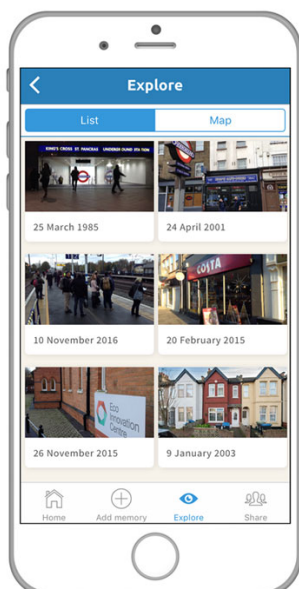 Explore
List
Map
KING'S CROSS ST. PANCRAS UNDERGROUND STATION
25 March 1985
24 April 2001
COSTA
10 November 2016
20 February 2015
Eco
Innovation
Centre
26 November 2015
9 January 2003
Home
Add memory
Explore
Share